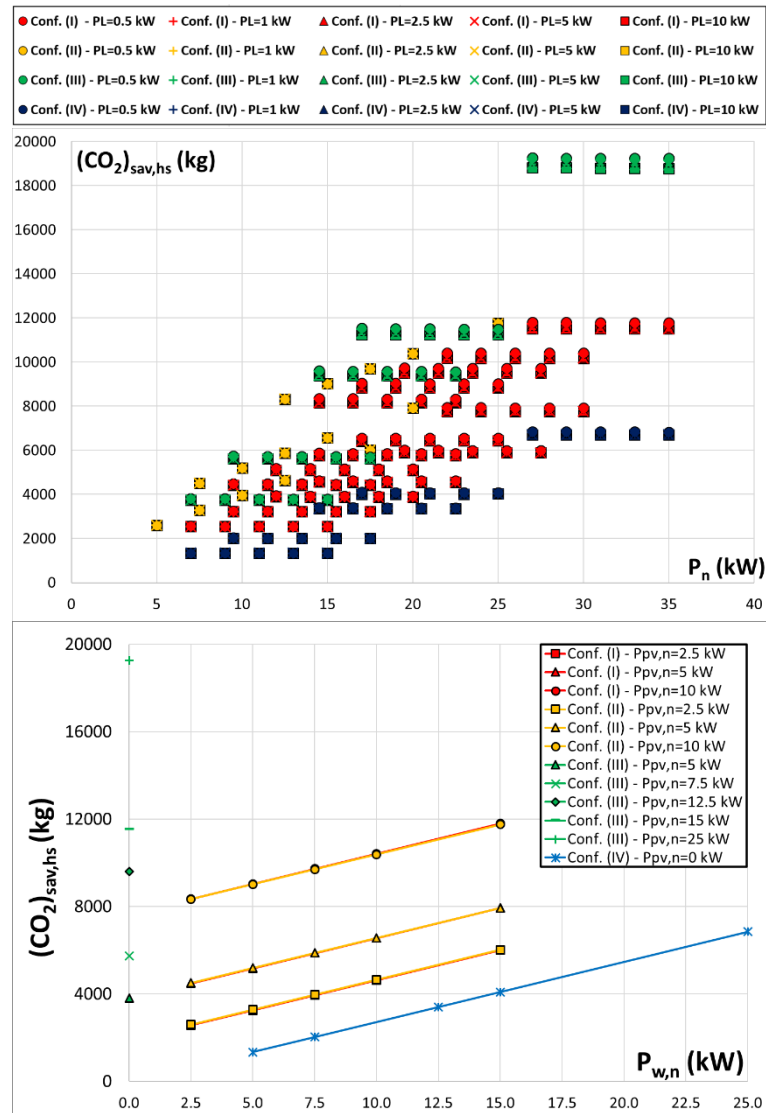 Conf. (I) - PL=0.5 kW Conf. (I) - PL=1 kW Conf. (I) - PL=2.5 kW Conf. (I) - PL=5 kW Conf. (I) - PL=10 kW
Conf. (II) - PL=0.5 kW Conf. (II) - PL=1 kW Conf. (II) - PL=2.5 kW Conf. (II) - PL=5 kW Conf. (II) - PL=10 kW
Conf. (III) - PL=0.5 kW Conf. (III) - PL=1 kW Conf. (III) - PL=2.5 kW Conf. (III) - PL=5 kW Conf. (III) - PL=10 kW
Conf. (IV) - PL=0.5 kW Conf. (IV) - PL=1 kW Conf. (IV) - PL=2.5 kW Conf. (IV) - PL=5 kW Conf. (IV) - PL=10 kW
20000
(CO₂)sav,hs (kg)
18000
16000
14000
12000
10000
8000
6000
4000
2000
0
Pn (kW)
0 5 10 15 20 25 30 35 40
20000
16000
12000
8000
4000
0
(CO₂)sav,hs (kg)
Conf. (I) - Ppv,n=2.5 kW
Conf. (I) - Ppv,n=5 kW
Conf. (I) - Ppv,n=10 kW
Conf. (II) - Ppv,n=2.5 kW
Conf. (II) - Ppv,n=5 kW
Conf. (II) - Ppv,n=10 kW
Conf. (III) - Ppv,n=5 kW
Conf. (III) - Ppv,n=7.5 kW
Conf. (III) - Ppv,n=12.5 kW
Conf. (III) - Ppv,n=15 kW
Conf. (III) - Ppv,n=25 kW
Conf. (IV) - Ppv,n=0 kW
Pw,n (kW)
0.0 2.5 5.0 7.5 10.0 12.5 15.0 17.5 20.0 22.5 25.0